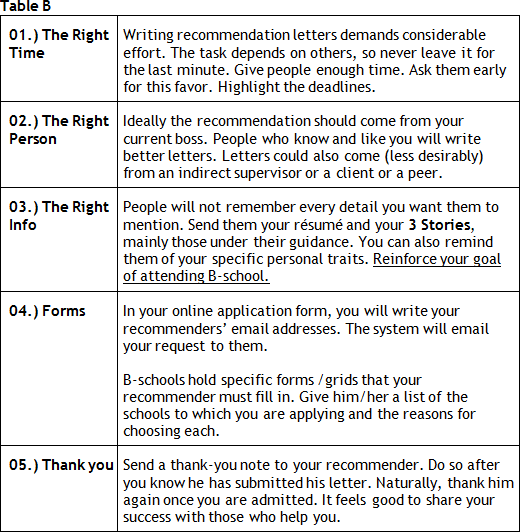 Table B
01.) The Right Time
Writing recommendation letters demands considerable
effort. The task depends on others, so never leave it for
the last minute. Give people enough time. Ask them early
for this favor. Highlight the deadlines.
02.) The Right Person
Ideally the recommendation should come from your
current boss. People who know and like you will write
better letters. Letters could also come (less desirably)
from an indirect supervisor or a client or a peer.
03.) The Right Info
People will not remember every detail you want them to
mention. Send them your résumé and your 3 Stories,
mainly those under their guidance. You can also remind
them of your specific personal traits. Reinforce your goal
of attending B-school.
04.) Forms
In your online application form, you will write your
recommenders’ email addresses. The system will email
your request to them.
B-schools hold specific forms /grids that your
recommender must fill in. Give him/her a list of the
schools to which you are applying and the reasons for
choosing each.
05.) Thank you
Send a thank-you note to your recommender. Do so after
you know he has submitted his letter. Naturally, thank him
again once you are admitted. It feels good to share your
success with those who help you.